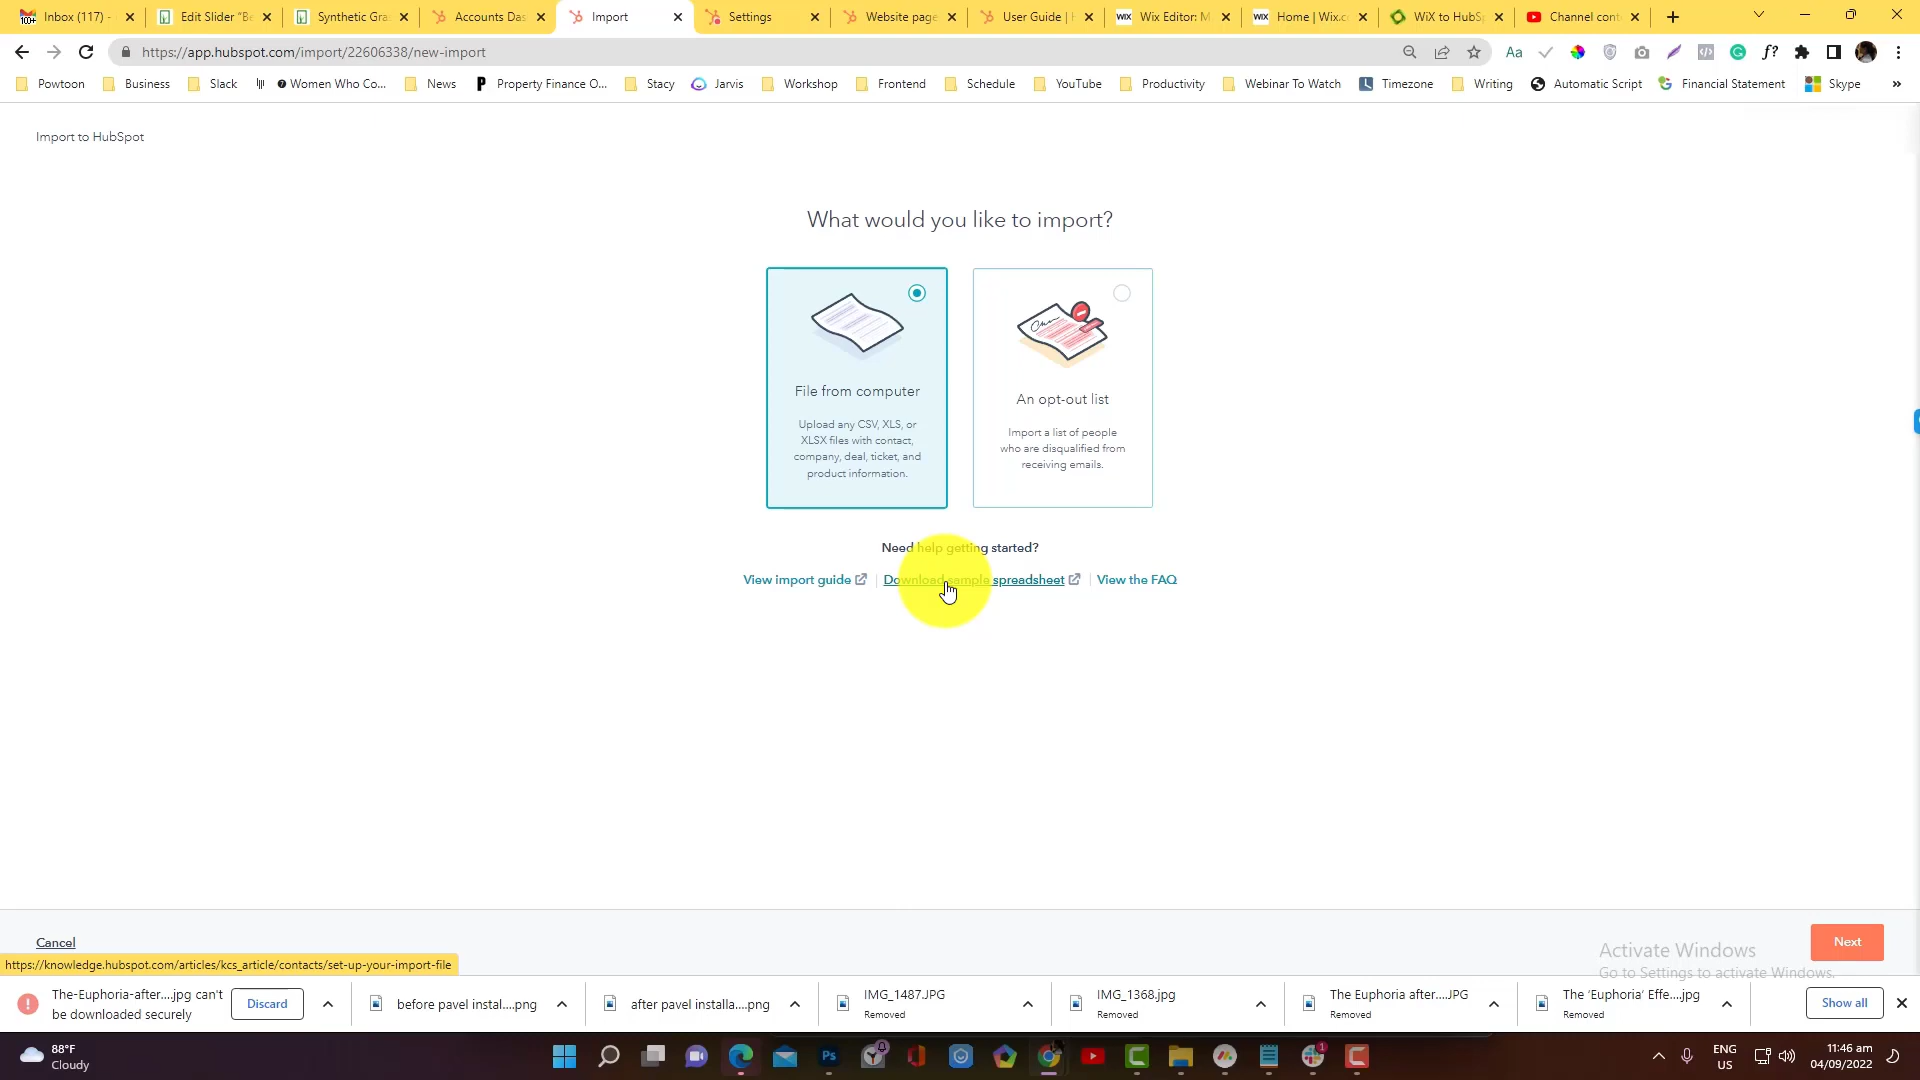 Inbox (117) -
Edit Slider "Be
Synthetic Gra
Accounts Das
Import
Settings
Website page
User Guide | H
Wix Editor: M
Home | Wix.c
WiX to HubSp
Channel cont
https://app.hubspot.com/import/22606338/new-import
Powtoon
Business
Slack
Women Who Co...
News
Property Finance O...
Stacy
Jarvis
Workshop
Frontend
Schedule
YouTube
Productivity
Webinar To Watch
Timezone
Writing
Automatic Script
Financial Statement
Skype
Import to HubSpot
What would you like to import?
File from computer
Upload any CSV, XLS, or
XLSX files with contact,
company, deal, ticket, and
product information.
An opt-out list
Import a list of people
who are disqualified from
receiving emails.
Need help getting started?
View import guide | Download sample spreadsheet | View the FAQ
Cancel
Next
Activate Windows
Go to Settings to activate Windows.
https://knowledge.hubspot.com/articles/kcs_article/contacts/set-up-your-import-file
The-Euphoria-after....jpg can't
be downloaded securely
Discard
before pavel instal....png
after pavel installa....png
IMG_1487.JPG
Removed
IMG_1368.jpg
Removed
The Euphoria after....JPG
Removed
The 'Euphoria' Effe....jpg
Removed
Show all
88°F
Cloudy
ENG
US
11:46 am
04/09/2022